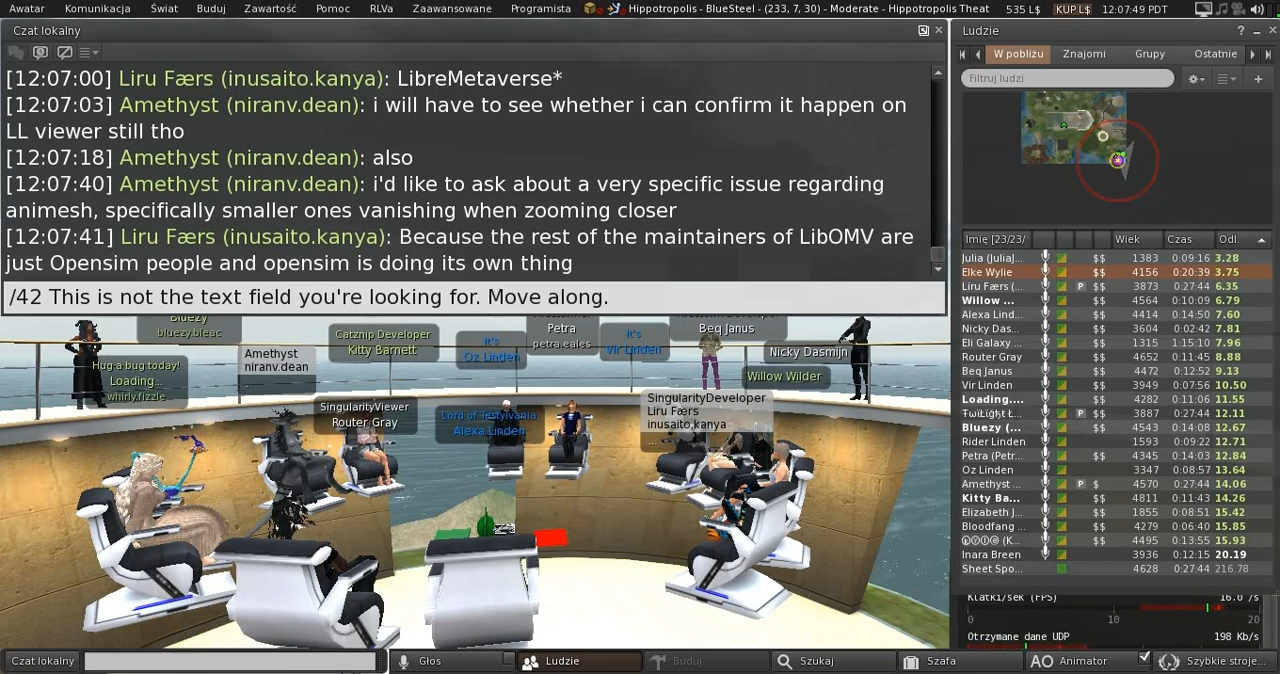 Awatar Komunikacja Świat Buduj Zawartość Pomoc RLVa Zaawansowane Programista Hippotropolis - BlueSteel - (233, 7, 30) - Moderate - Hippotropolis Theat 535 L$ KUP L$ 12:07:49 PDT
Czat lokalny
[12:07:00] Liru Færs (inusaito.kanya): LibreMetaverse*
[12:07:03] Amethyst (niranv.dean): i will have to see whether i can confirm it happen on
LL viewer still tho
[12:07:18] Amethyst (niranv.dean): also
[12:07:40] Amethyst (niranv.dean): i'd like to ask about a very specific issue regarding
animesh, specifically smaller ones vanishing when zooming closer
[12:07:41] Liru Færs (inusaito.kanya): Because the rest of the maintainers of LibOMV are
just Opensim people and opensim is doing its own thing
/42 This is not the text field you're looking for. Move along.
Bluezy
bluezy.bleac
Hug a bug today!
Loading...
whirly.fizzle
Amethyst
niranv.dean
Catznip Developer
Kitty Barnett
It's
Oz Linden
Petra
petra.eales
It's
Vir Linden
Beq Janus
Nicky Dasmijn
Willow Wilder
SingularityViewer
Router Gray
Lord of Testylvania
Alexa Linden
SingularityDeveloper
Liru Færs
inusaito.kanya
..
Ludzie
W pobliżu Znajomi Grupy Ostatnie
Filtruj ludzi
Imię [23/23/ Wiek Czas Odl.
Julia (JuliaJ... $$ 1383 0:09:16 3.28
Elke Wylie 4156 0:20:39 3.75
Liru Færs ( P $$ 3873 0:27:44 6.35
Willow ... $$ 4564 0:10:09 6.79
Alexa Lind... $$ 4414 0:14:50 7.60
Nicky Das... $$ 3604 0:02:42 7.81
Eli Galaxy ... $$ 1315 1:15:10 7.96
Router Gray $$ 4652 0:11:45 8.88
Beq Janus $$ 4472 0:12:52 9.13
Vir Linden $$ 3949 0:07:56 10.50
Loading.... $$ 4282 0:11:06 11.55
P $$ 3887 0:27:44 12.11
Bluezy (... $$ 4543 0:14:08 12.67
Rider Linden 1593 0:09:22 12.71
Petra (Petr... $$ 4345 0:14:03 12.84
Oz Linden 3347 0:08:57 13.64
Amethyst ... P $ 4570 0:27:44 14.06
Kitty Ba... $$ 4811 0:11:43 14.26
Elizabeth J... $$ 1855 0:08:51 15.42
Bloodfang ... $$ 4279 0:06:40 15.85
(K... $$ 4495 0:13:55 15.93
Inara Breen 3936 0:12:15 20.19
Sheet Spo... 4628 0:27:44 216.78
Klatki/sek (FPS) 16.0 /s
0 10 20
Otrzymane dane UDP 198 Kb/s
Czat lokalny Głos Ludzie Buduj Szukaj Szafa AO Animator Szybkie stroje...